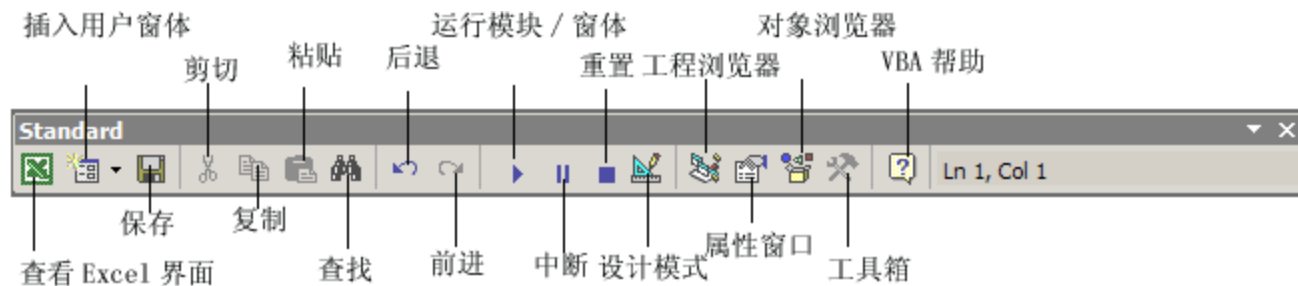 插入用户窗体
剪切
粘贴
后退
运行模块 / 窗体
重置
工程浏览器
对象浏览器
VBA 帮助
Standard
Ln 1, Col 1
保存
复制
查看 Excel 界面
查找
前进
中断
设计模式
属性窗口
工具箱